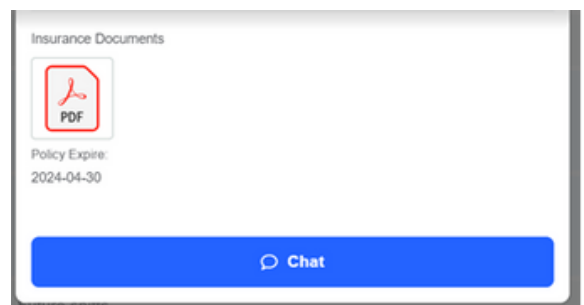 Insurance Documents
PDF
Policy Expire:
2024-04-30
Chat